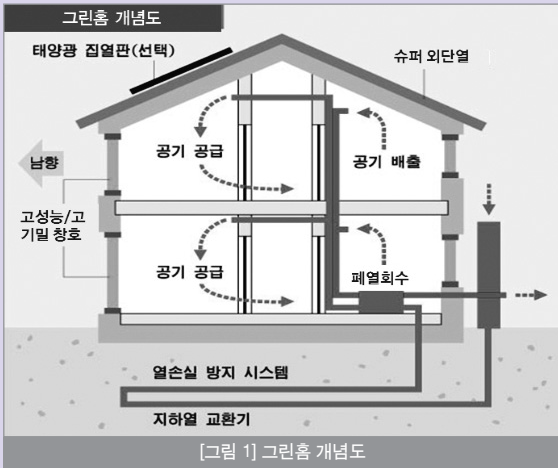 그린홈 개념도
태양광 집열판(선택)
슈퍼 외단열
남향
공기 공급
공기 배출
고성능/고
기밀 창호
공기 공급
폐열회수
열손실 방지 시스템
지하열 교환기
[그림 1] 그린홈 개념도